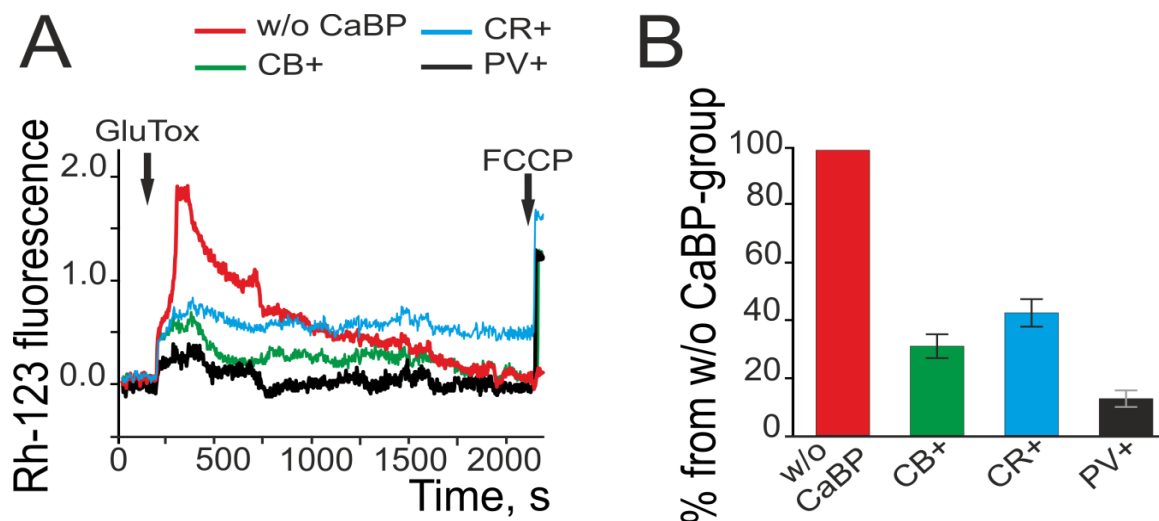 A
w/o CaBP
CR+
CB+
PV+
GluTox
FCCP
Rh-123 fluorescence
2.0
1.0
0.0
0
500
1000
1500
2000
Time, s
B
% from w/o CaBP-group
100
80
60
40
20
0
w/o
CaBP
CB+
CR+
PV+